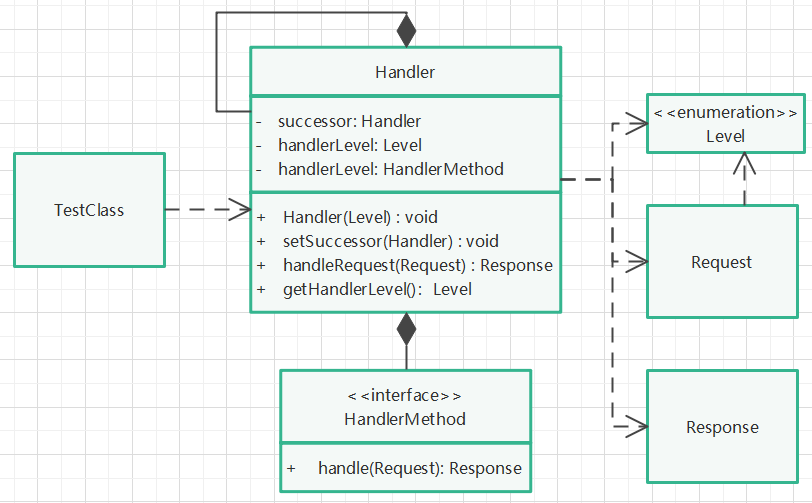 Handler
- successor: Handler
- handlerLevel: Level
- handlerLevel: HandlerMethod
+ Handler(Level) : void
+ setSuccessor(Handler) : void
+ handleRequest(Request) : Response
+ getHandlerLevel(): Level
TestClass
<<enumeration>>
Level
Request
Response
<<interface>>
HandlerMethod
+ handle(Request): Response